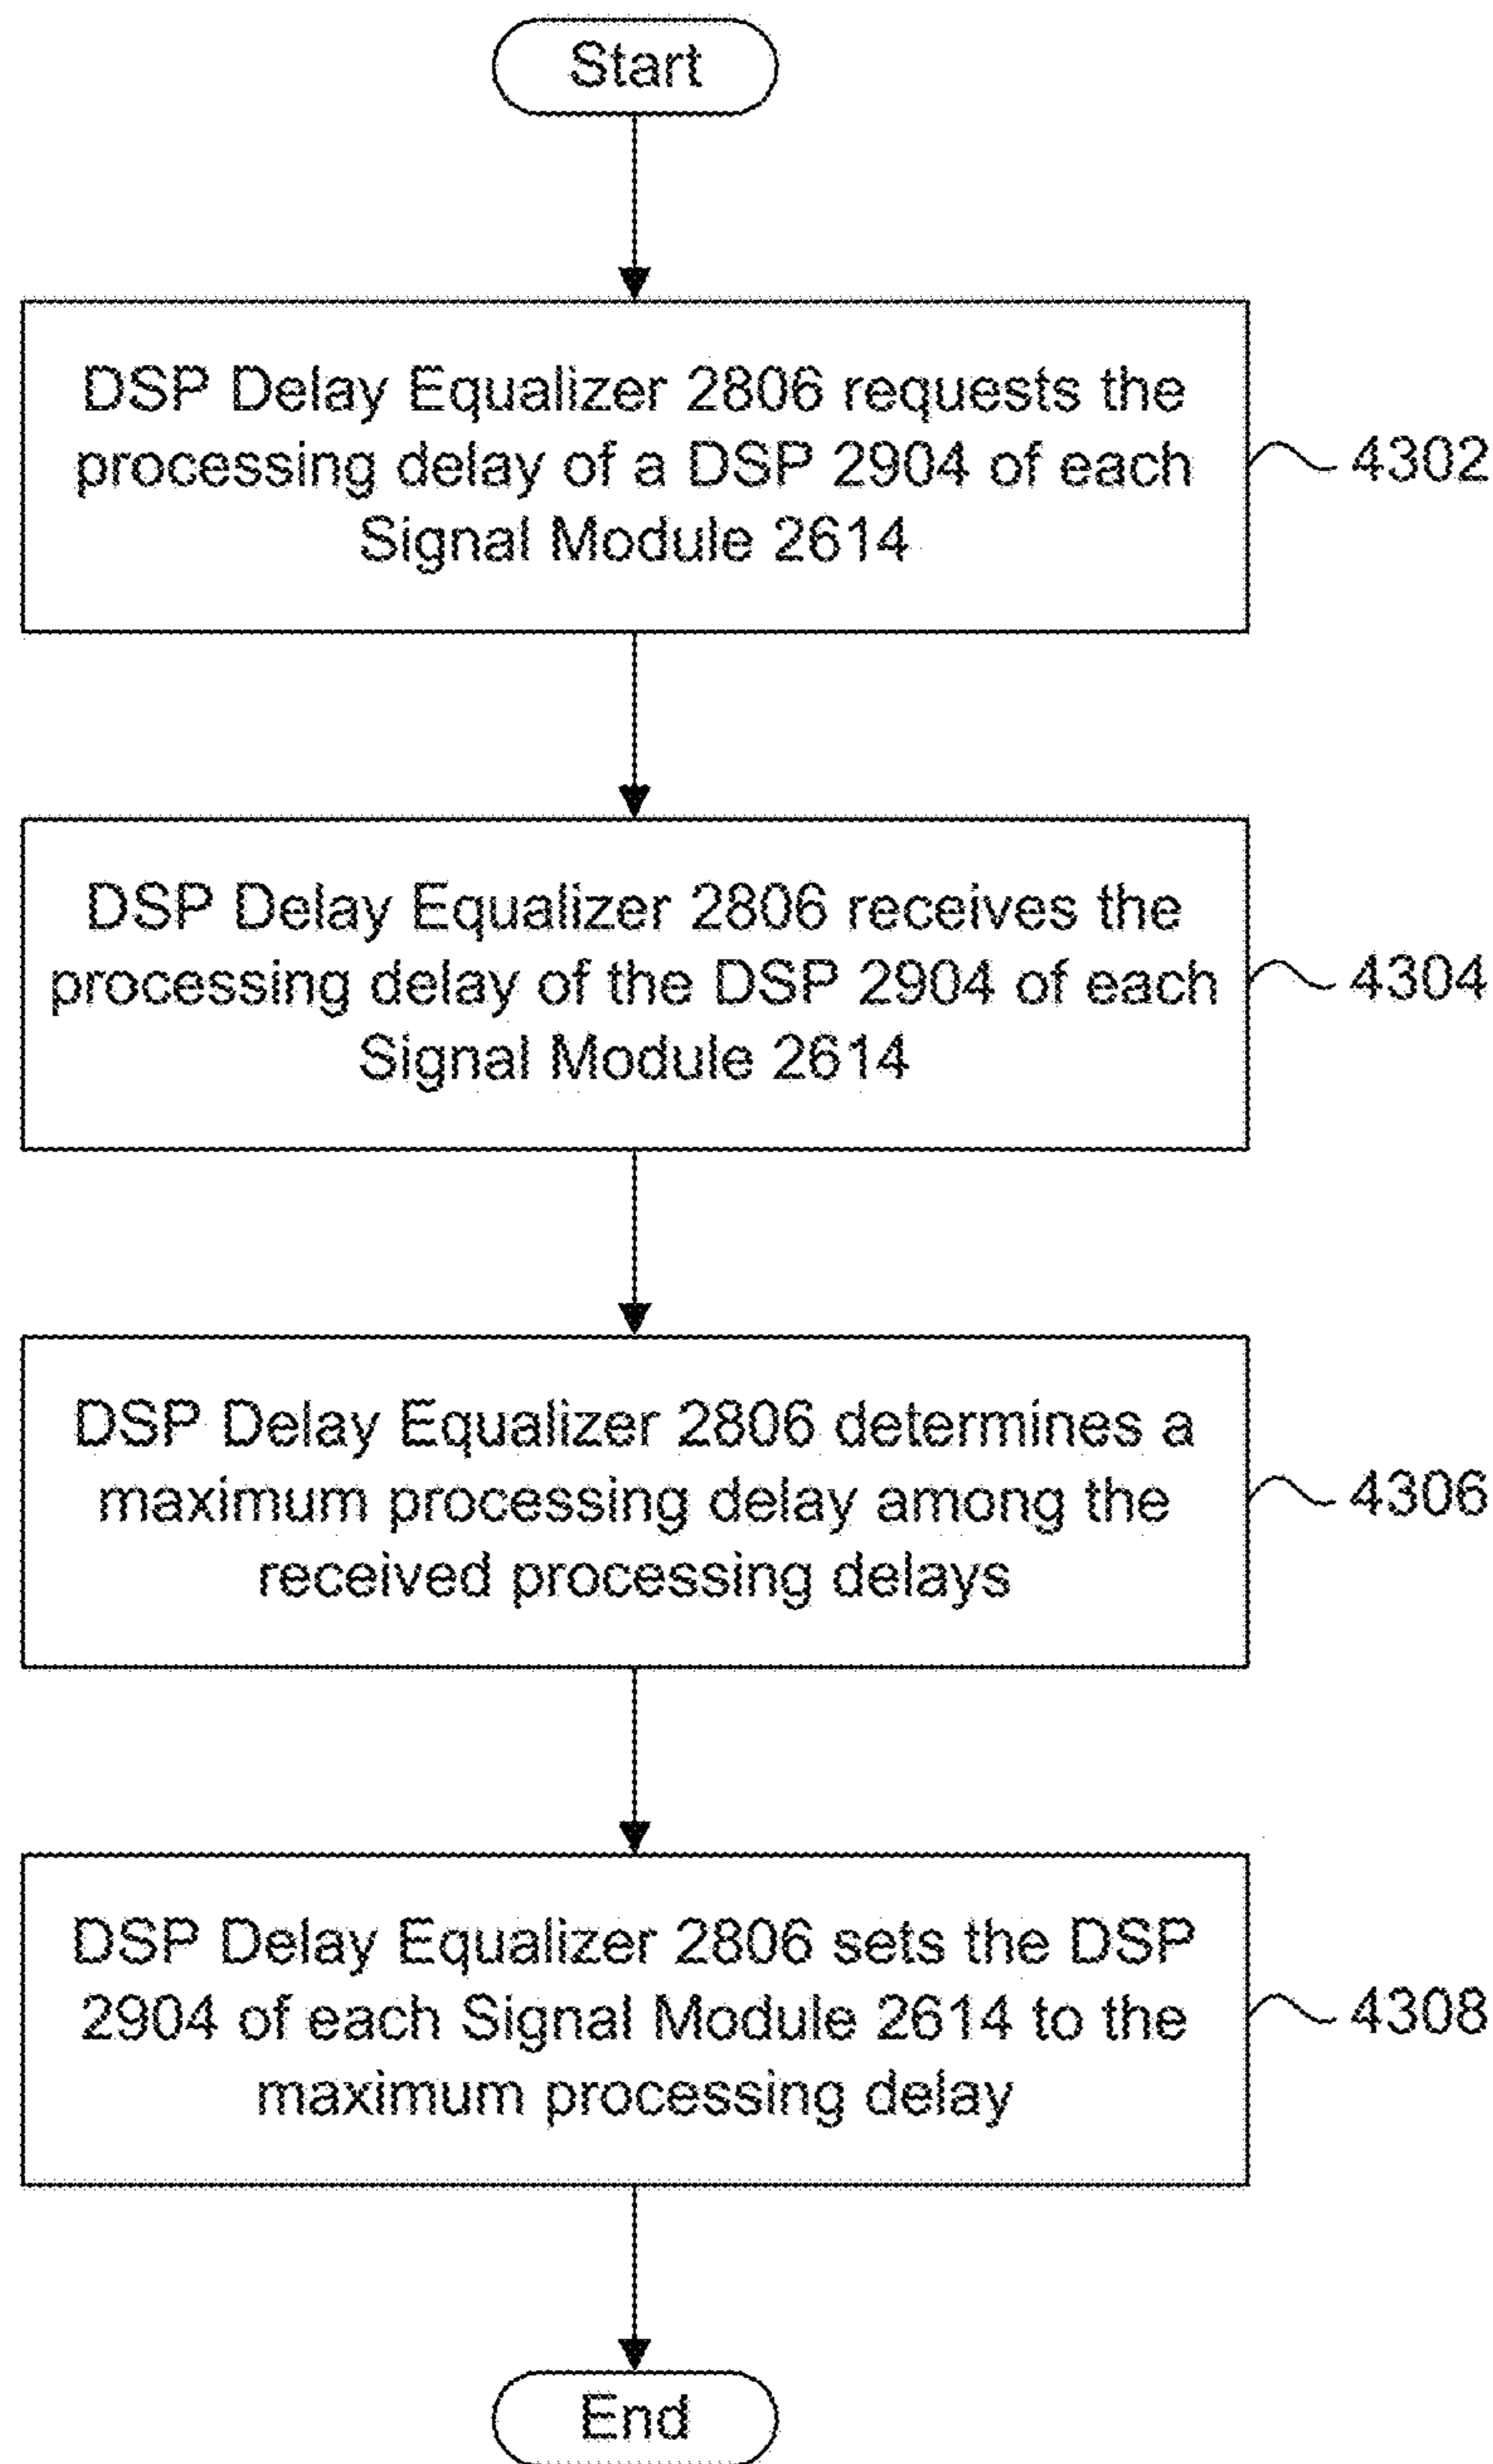 Start
DSP Delay Equalizer 2806 requests the
processing delay of a DSP 2904 of each
Signal Module 2614
4302
DSP Delay Equalizer 2806 receives the
processing delay of the DSP 2904 of each
Signal Module 2614
4304
DSP Delay Equalizer 2806 determines a
maximum processing delay among the
received processing delays
4306
DSP Delay Equalizer 2806 sets the DSP
2904 of each Signal Module 2614 to the
maximum processing delay
4308
End